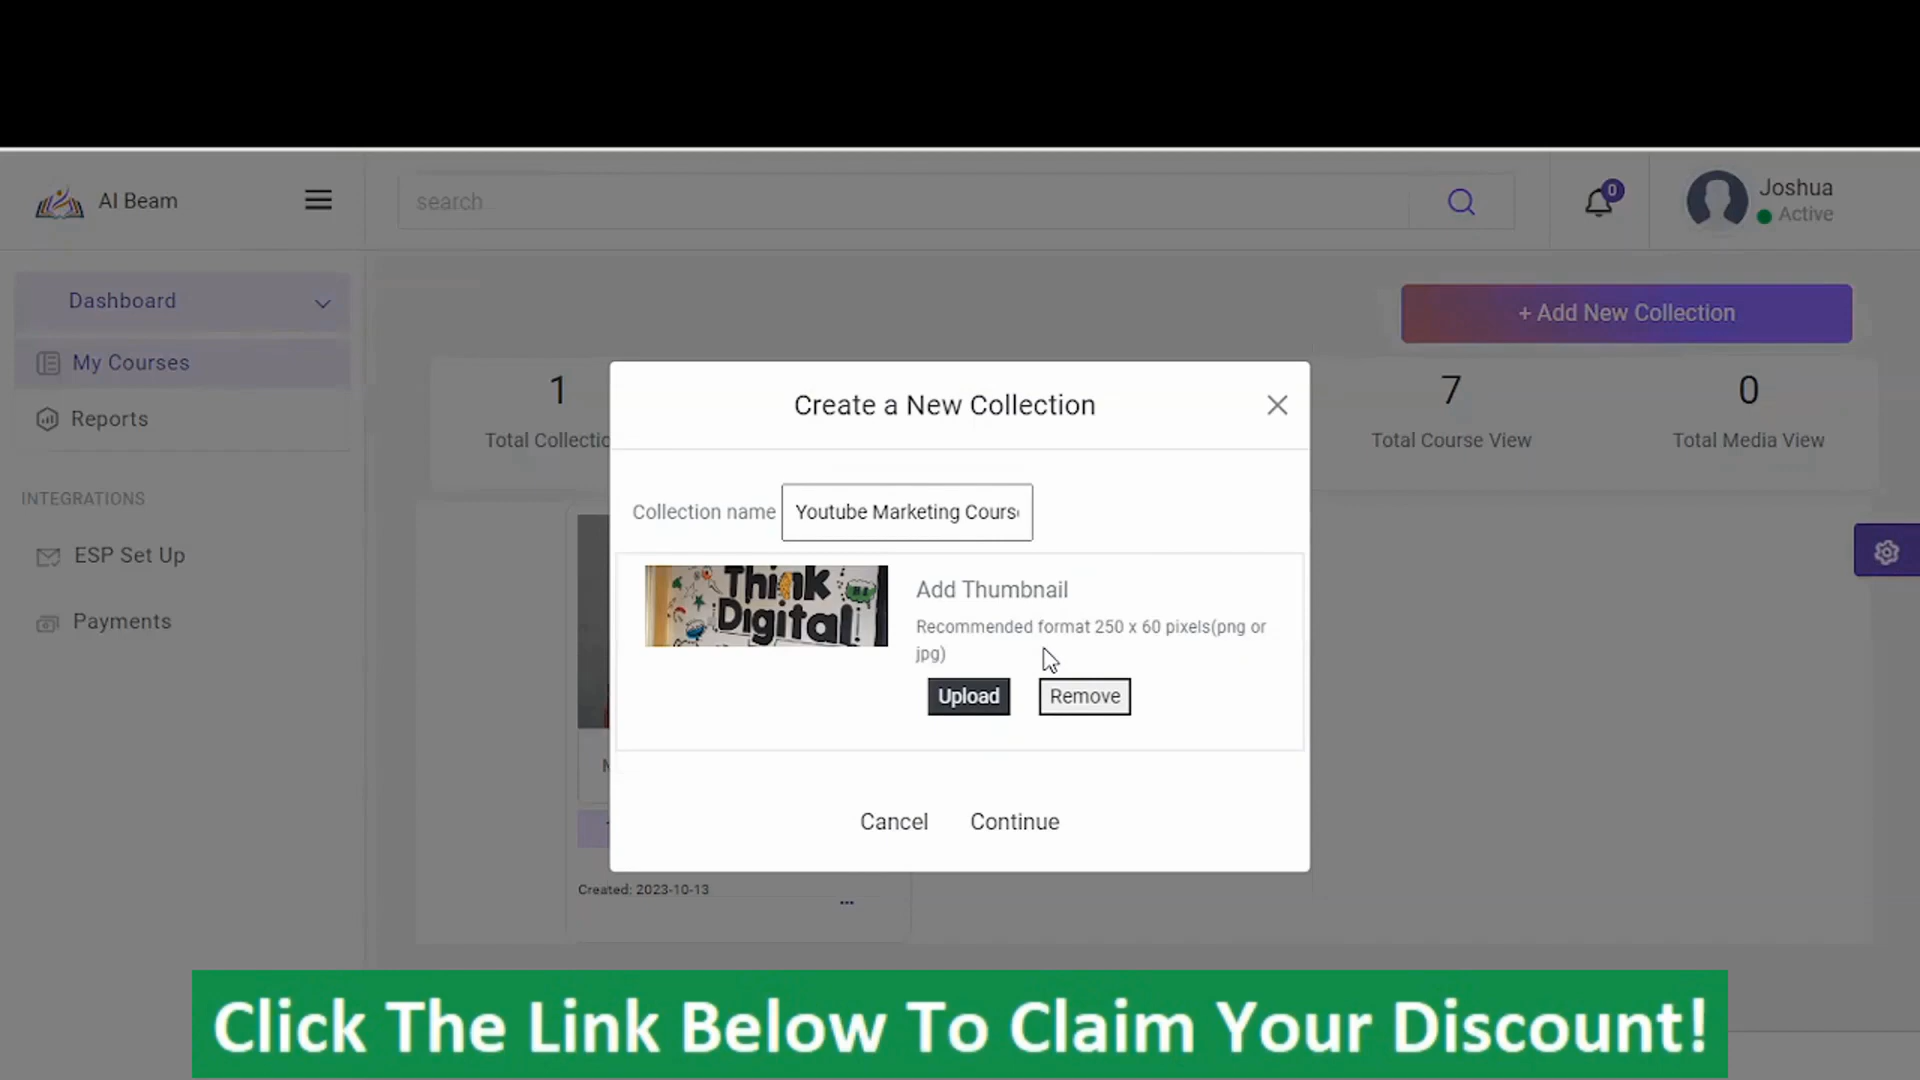 AI Beam
search
0
Joshua
Active
Dashboard
+ Add New Collection
My Courses
1
7
0
Create a New Collection
Reports
Total Collectio
Total Course View
Total Media View
INTEGRATIONS
Collection name
Youtube Marketing Cours
ESP Set Up
Think
Digital
Add Thumbnail
Payments
Recommended format 250 x 60 pixels(png or
jpg)
Upload
Remove
Cancel
Continue
Created: 2023-10-13
...
Click The Link Below To Claim Your Discount!